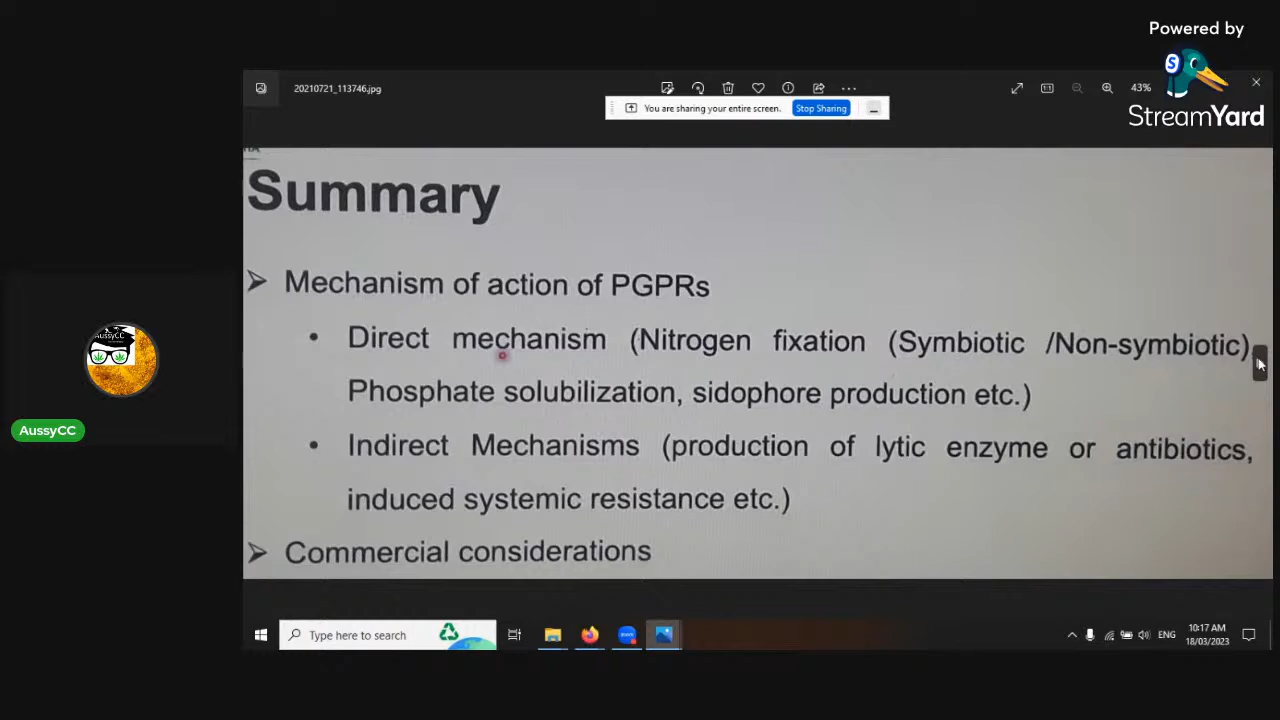 Powered by
StreamYard
20210721_113746.jpg
43%
You are sharing your entire screen.
Stop Sharing
Summary
➢ Mechanism of action of PGPRs
• Direct mechanism (Nitrogen fixation (Symbiotic /Non-symbiotic)
Phosphate solubilization, sidophore production etc.)
• Indirect Mechanisms (production of lytic enzyme or antibiotics,
induced systemic resistance etc.)
➢ Commercial considerations
AussyCC
AussyCC
Type here to search
ENG
10:17 AM
18/03/2023